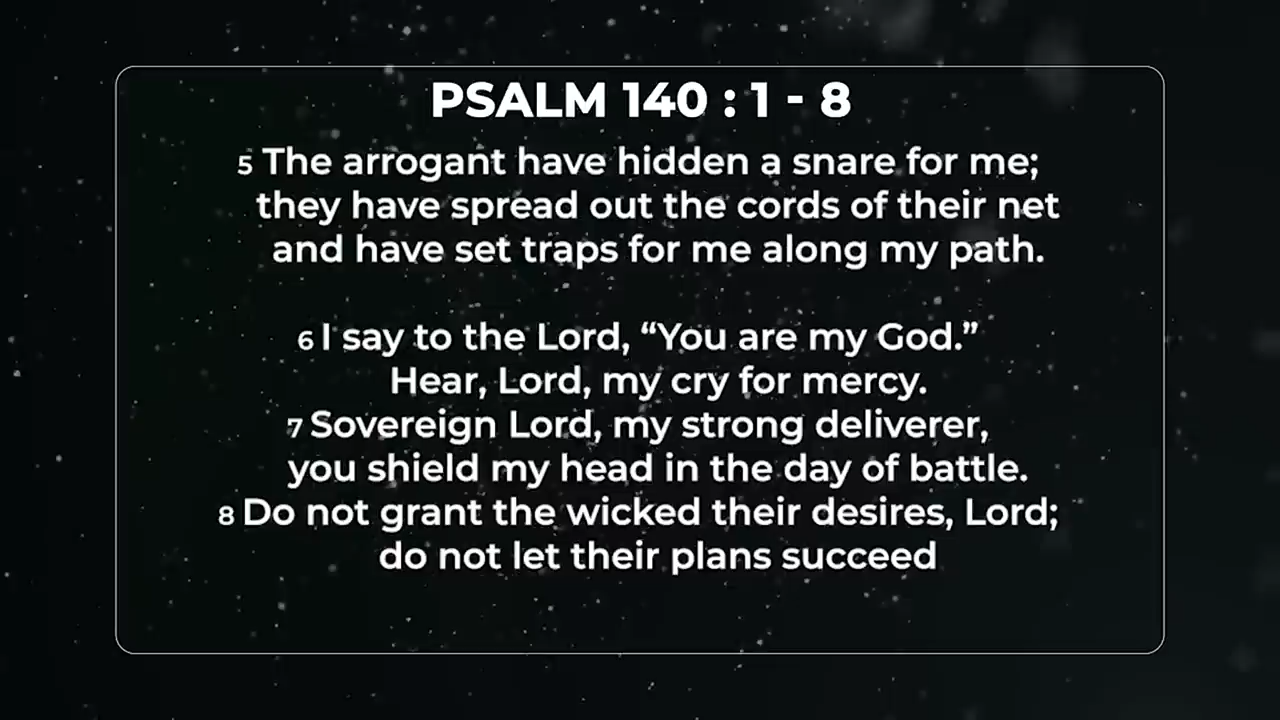 PSALM 140 : 1 - 8
5 The arrogant have hidden a snare for me;
they have spread out the cords of their net
and have set traps for me along my path.
6 I say to the Lord, “You are my God.”
Hear, Lord, my cry for mercy.
7 Sovereign Lord, my strong deliverer,
you shield my head in the day of battle.
8 Do not grant the wicked their desires, Lord;
do not let their plans succeed